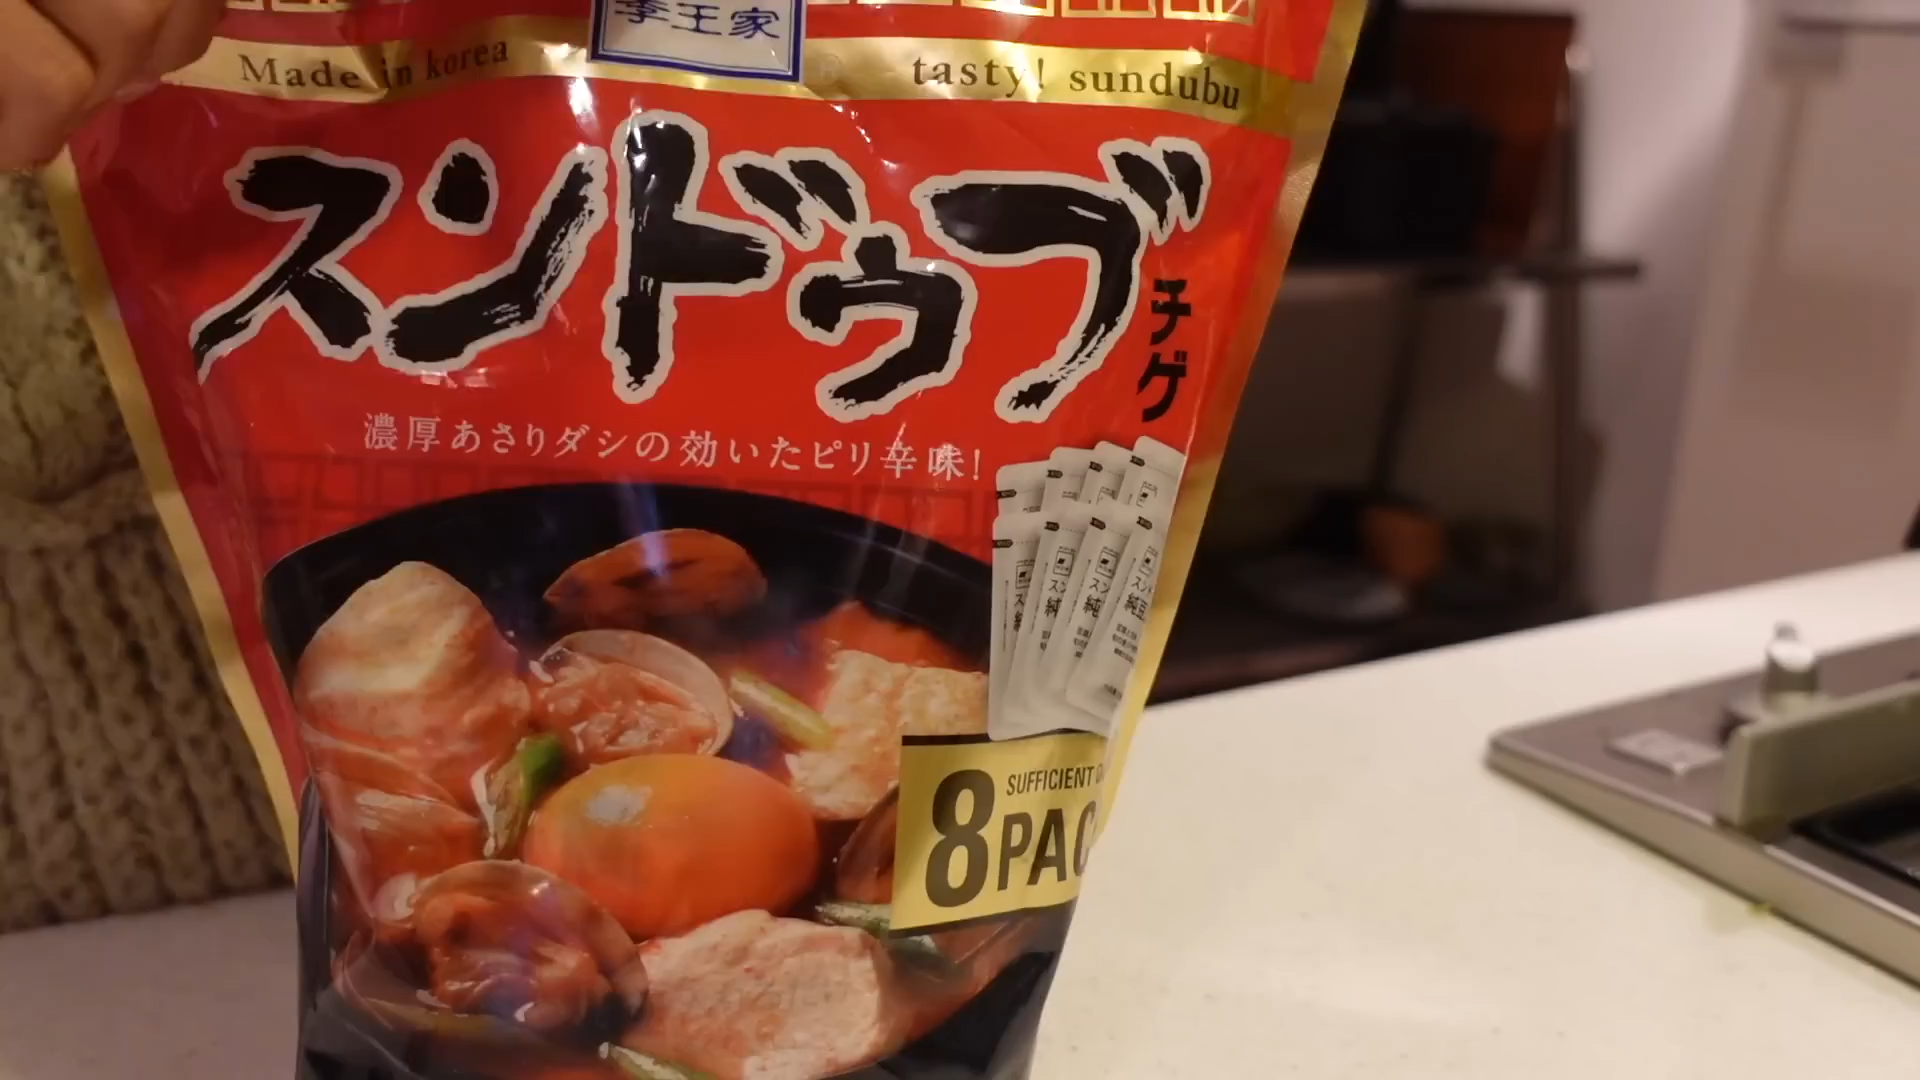 李王家
Made in korea
tasty! sundubu
スンドゥブ
チゲ
濃厚あさりダシの効いたピリ辛味!
SUFFICIENT
8PAC